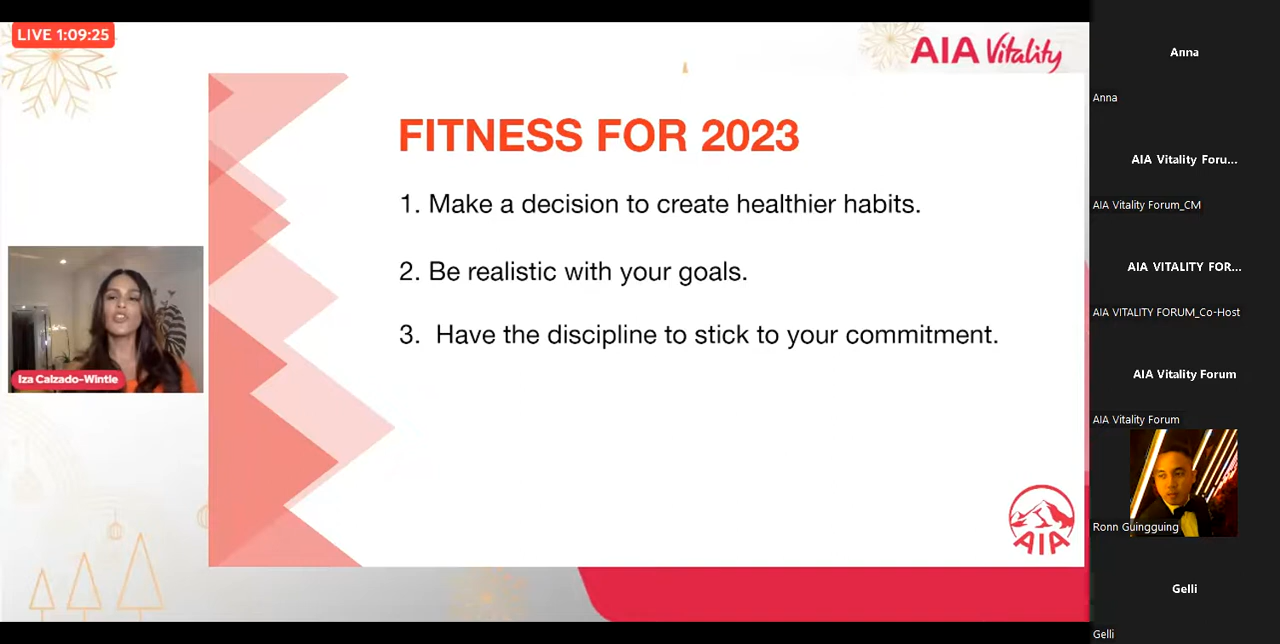 LIVE 1:09:25
AIA Vitality
FITNESS FOR 2023
1. Make a decision to create healthier habits.
2. Be realistic with your goals.
3. Have the discipline to stick to your commitment.
Iza Calzado-Wintle
AIA
Anna
Anna
AIA Vitality Foru...
AIA Vitality Forum_CM
AIA VITALITY FOR...
AIA VITALITY FORUM_Co-Host
AIA Vitality Forum
AIA Vitality Forum
Ronn Guingguing
Gelli
Gelli